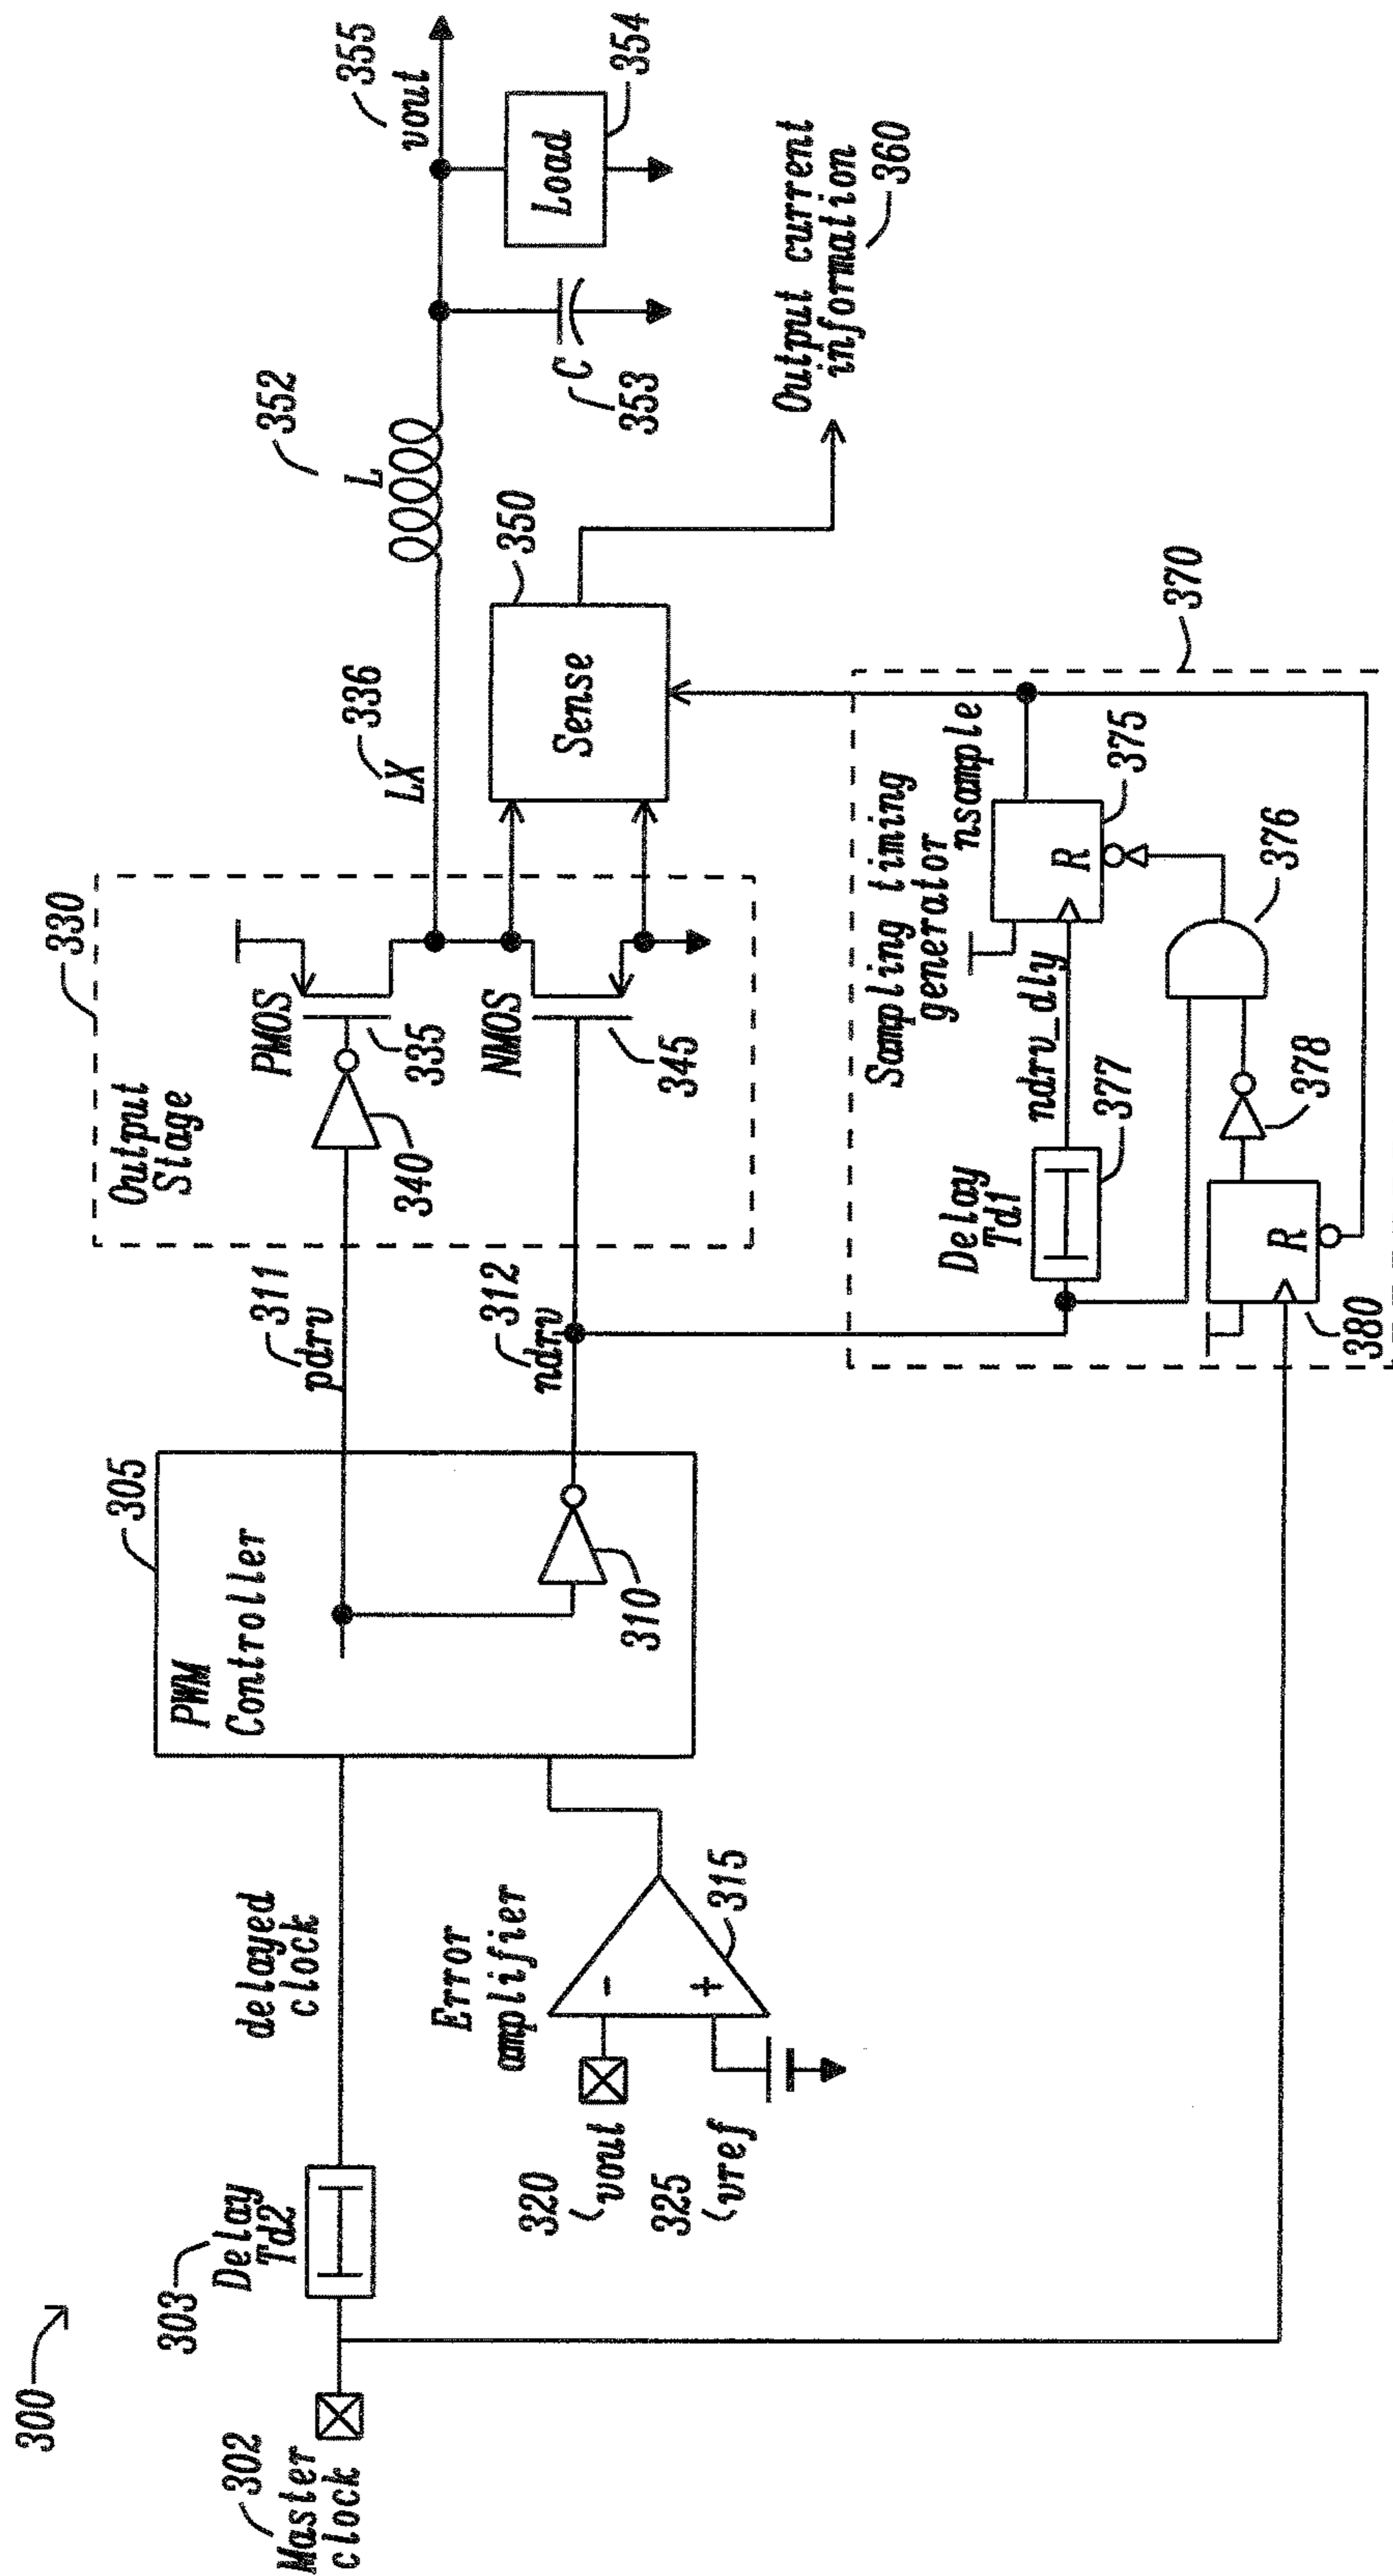 300
302
Master
clock
303
Delay
Td2
delayed
clock
Error
amplifier
-
+
315
320
vout
325
vref
305
PWM
Controller
310
311
pdrv
312
ndrv
330
Output
Stage
PMOS
335
340
NMOS
345
336
LX
352
L
350
Sense
355
vout
Load
354
C
353
Output current
information
360
370
Sampling timing
generator
nsample
Delay
Td1
377
ndrv_dly
R
375
376
378
R
380